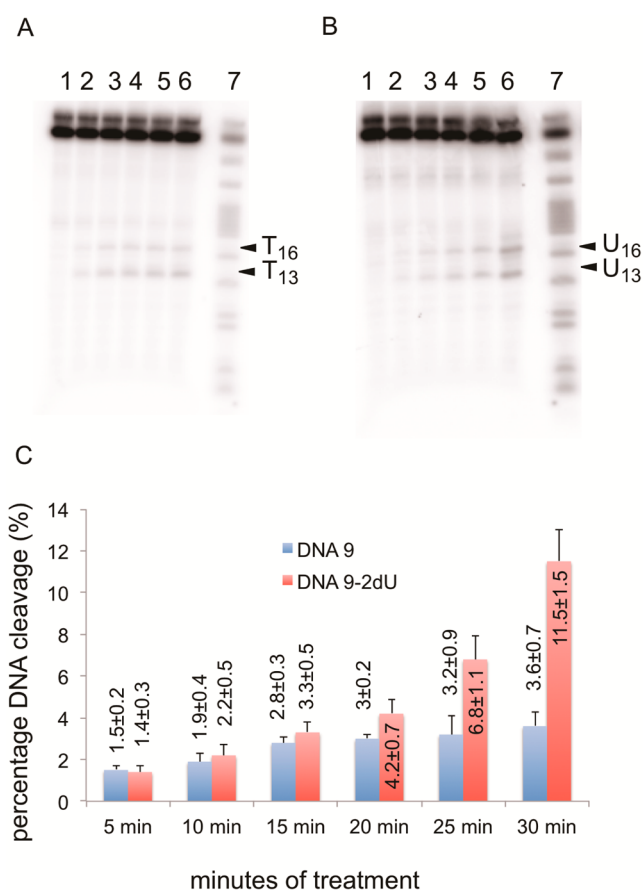 A
B
1 2 3 4 5 6 7
1 2 3 4 5 6 7
T16
T13
U16
U13
C
percentage DNA cleavage (%)
14
12
10
8
6
4
2
0
DNA 9
DNA 9-2dU
1.5±0.2
1.4±0.3
1.9±0.4
2.2±0.5
2.8±0.3
3.3±0.5
3±0.2
4.2±0.7
3.2±0.9
6.8±1.1
3.6±0.7
11.5±1.5
5 min
10 min
15 min
20 min
25 min
30 min
minutes of treatment